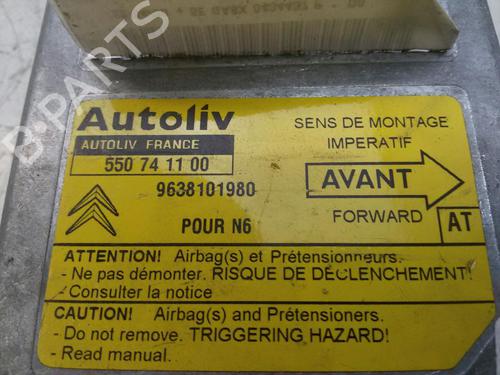 Autoliv
AUTOLIV FRANCE
550 74 11 00
9638101980
POUR N6
SENS DE MONTAGE
IMPERATIF
AVANT
FORWARD
AT
ATTENTION! Airbag(s) et Prétensionneurs.
- Ne pas démonter. RISQUE DE DÉCLENCHEMENT!
- Consulter la notice
CAUTION! Airbag(s) and Prétensioners.
- Do not remove. TRIGGERING HAZARD!
- Read manual.
B-PARTS